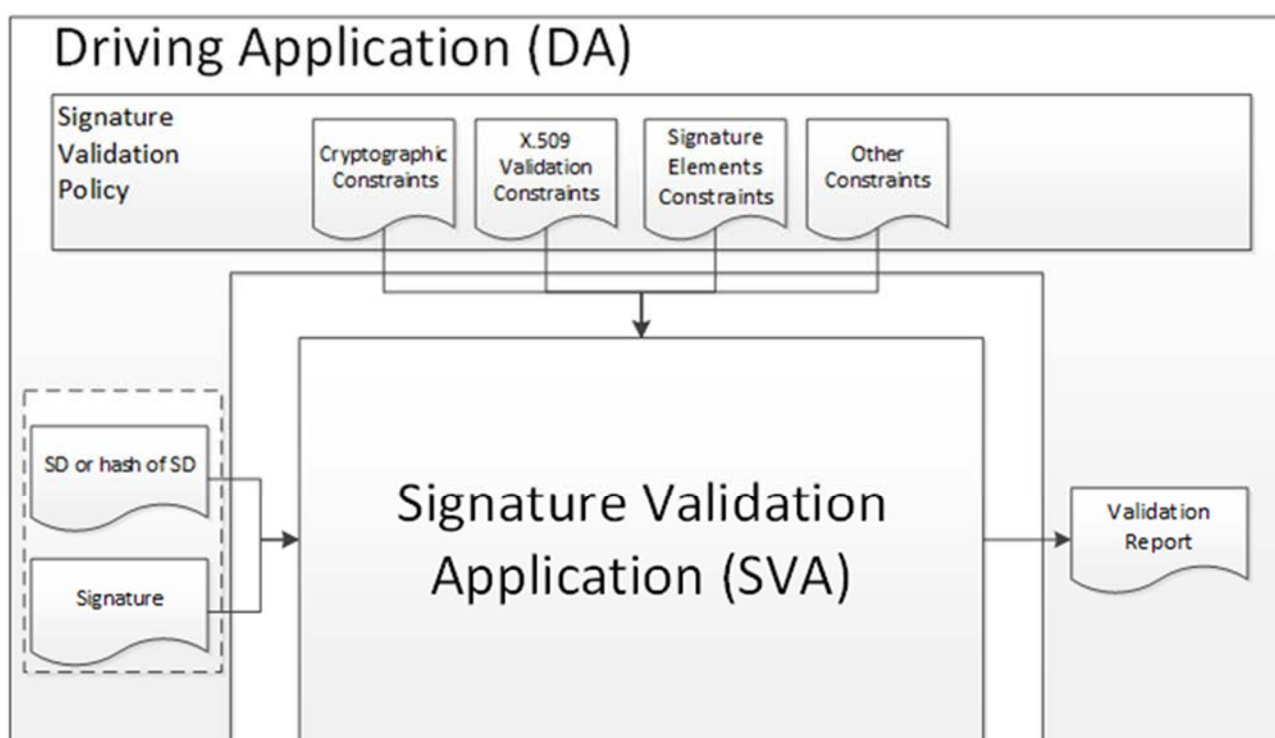 Driving Application (DA)
Signature
Validation
Policy
Cryptographic
Constraints
X.509
Validation
Constraints
Signature
Elements
Constraints
Other
Constraints
SD or hash of SD
Signature
Signature Validation
Application (SVA)
Validation
Report